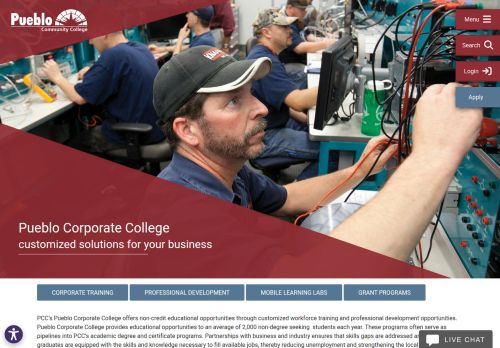 Pueblo
Community College
Menu
Search
Login
Apply
Pueblo Corporate College
customized solutions for your business
CORPORATE TRAINING
PROFESSIONAL DEVELOPMENT
MOBILE LEARNING LABS
GRANT PROGRAMS
PCC's Pueblo Corporate College offers non-credit educational opportunities through customized workforce training and professional development opportunities.
Pueblo Corporate College provides educational opportunities to an average of 2,000 non-degree seeking students each year. These programs often serve as
pipelines into PCC's academic degree and certificate programs. Partnerships with business and industry ensures that skills gaps are addressed an
graduates are equipped with the skills and knowledge necessary to fill available jobs, thereby reducing unemployment and strengthening the local
LIVE CHAT